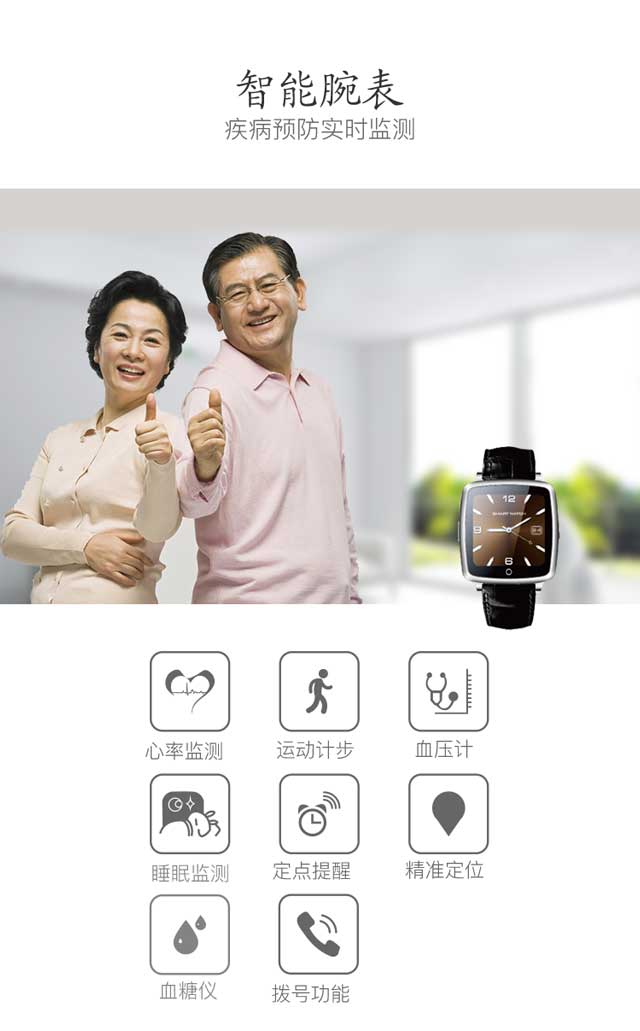 智能腕表
疾病预防实时监测
12
SMART WATCH
9
6
心率监测
运动计步
血压计
睡眠监测
定点提醒
精准定位
血糖仪
拨号功能